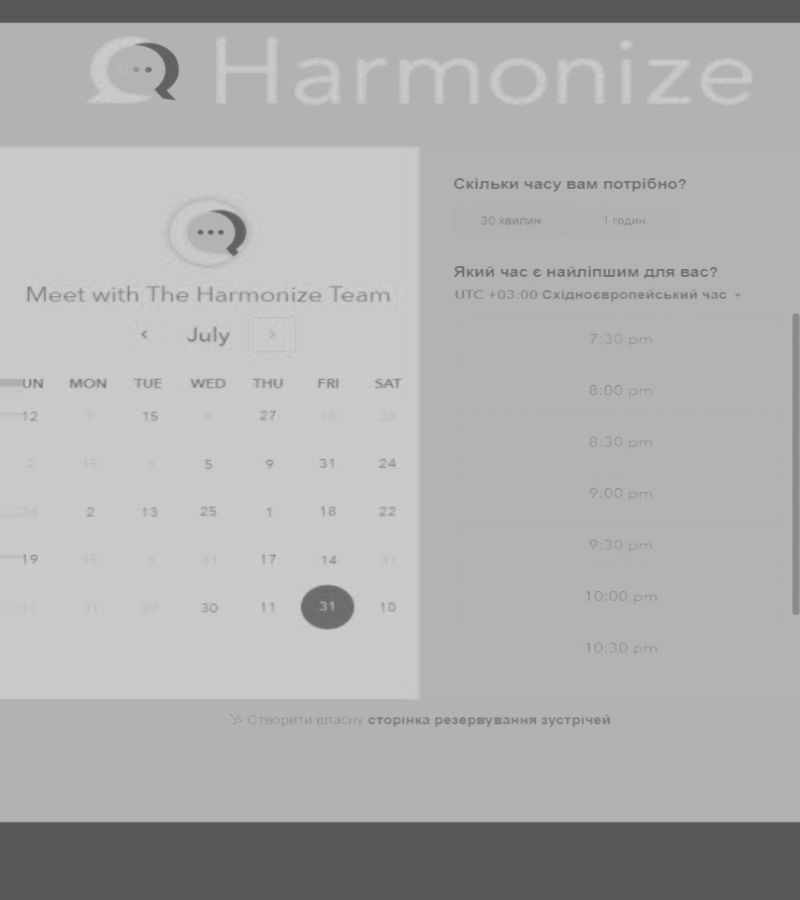 Harmonize
Meet with The Harmonize Team
July
UN MON TUE WED THU FRI SAT
12 9 15 6 27 16 28
2 15 3 5 9 31 24
26 2 13 25 1 18 22
19 15 3 31 17 14 31
11 31 29 30 11 31 10
Скільки часу вам потрібно?
30 хвилин 1 годин
Який час є найліпшим для вас?
UTC +03:00 Східноєвропейський час
7:30 pm
8:00 pm
8:30 pm
9:00 pm
9:30 pm
10:00 pm
10:30 pm
Створити власну сторінка резервування зустрічей